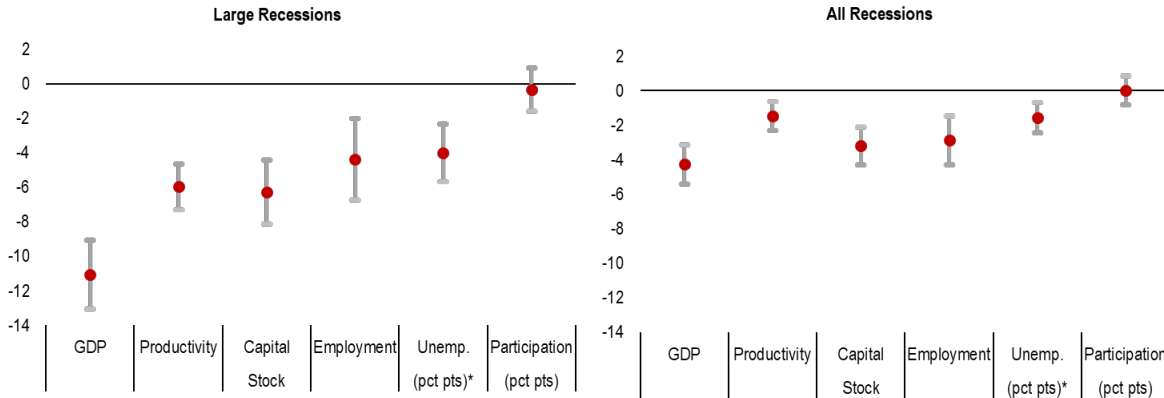 Large Recessions
2
0
-2
-4
-6
-8
-10
-12
-14
GDP
Productivity
Capital
Stock
Employment
Unemp.
(pct pts)*
Participation
(pct pts)
All Recessions
2
0
-2
-4
-6
-8
-10
-12
-14
GDP
Productivity
Capital
Stock
Employment
Unemp.
(pct pts)*
Participation
(pct pts)